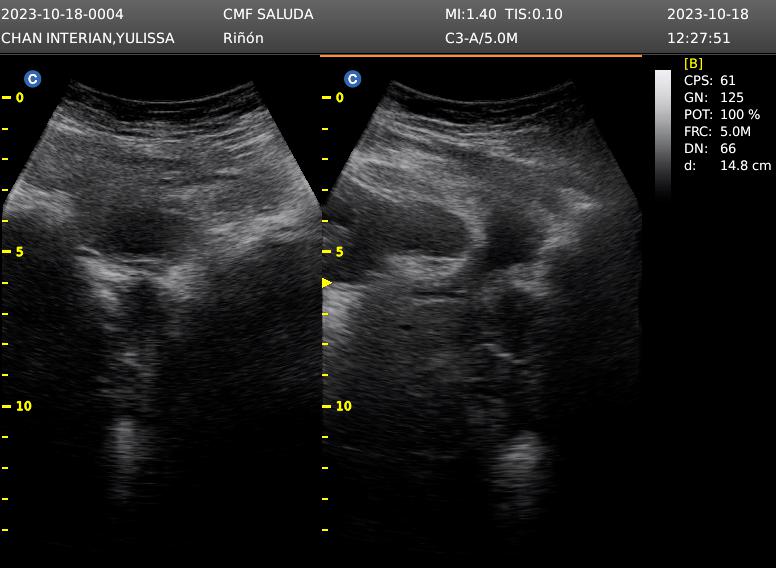 2023-10-18-0004 CMF SALUDA MI:1.40 TIS:0.10 2023-10-18
CHAN INTERIAN,YULISSA Riñón C3-A/5.0M 12:27:51
[B]
CPS: 61
GN: 125
POT: 100 %
FRC: 5.0M
DN: 66
d: 14.8 cm
C
0
5
10
C
0
5
10